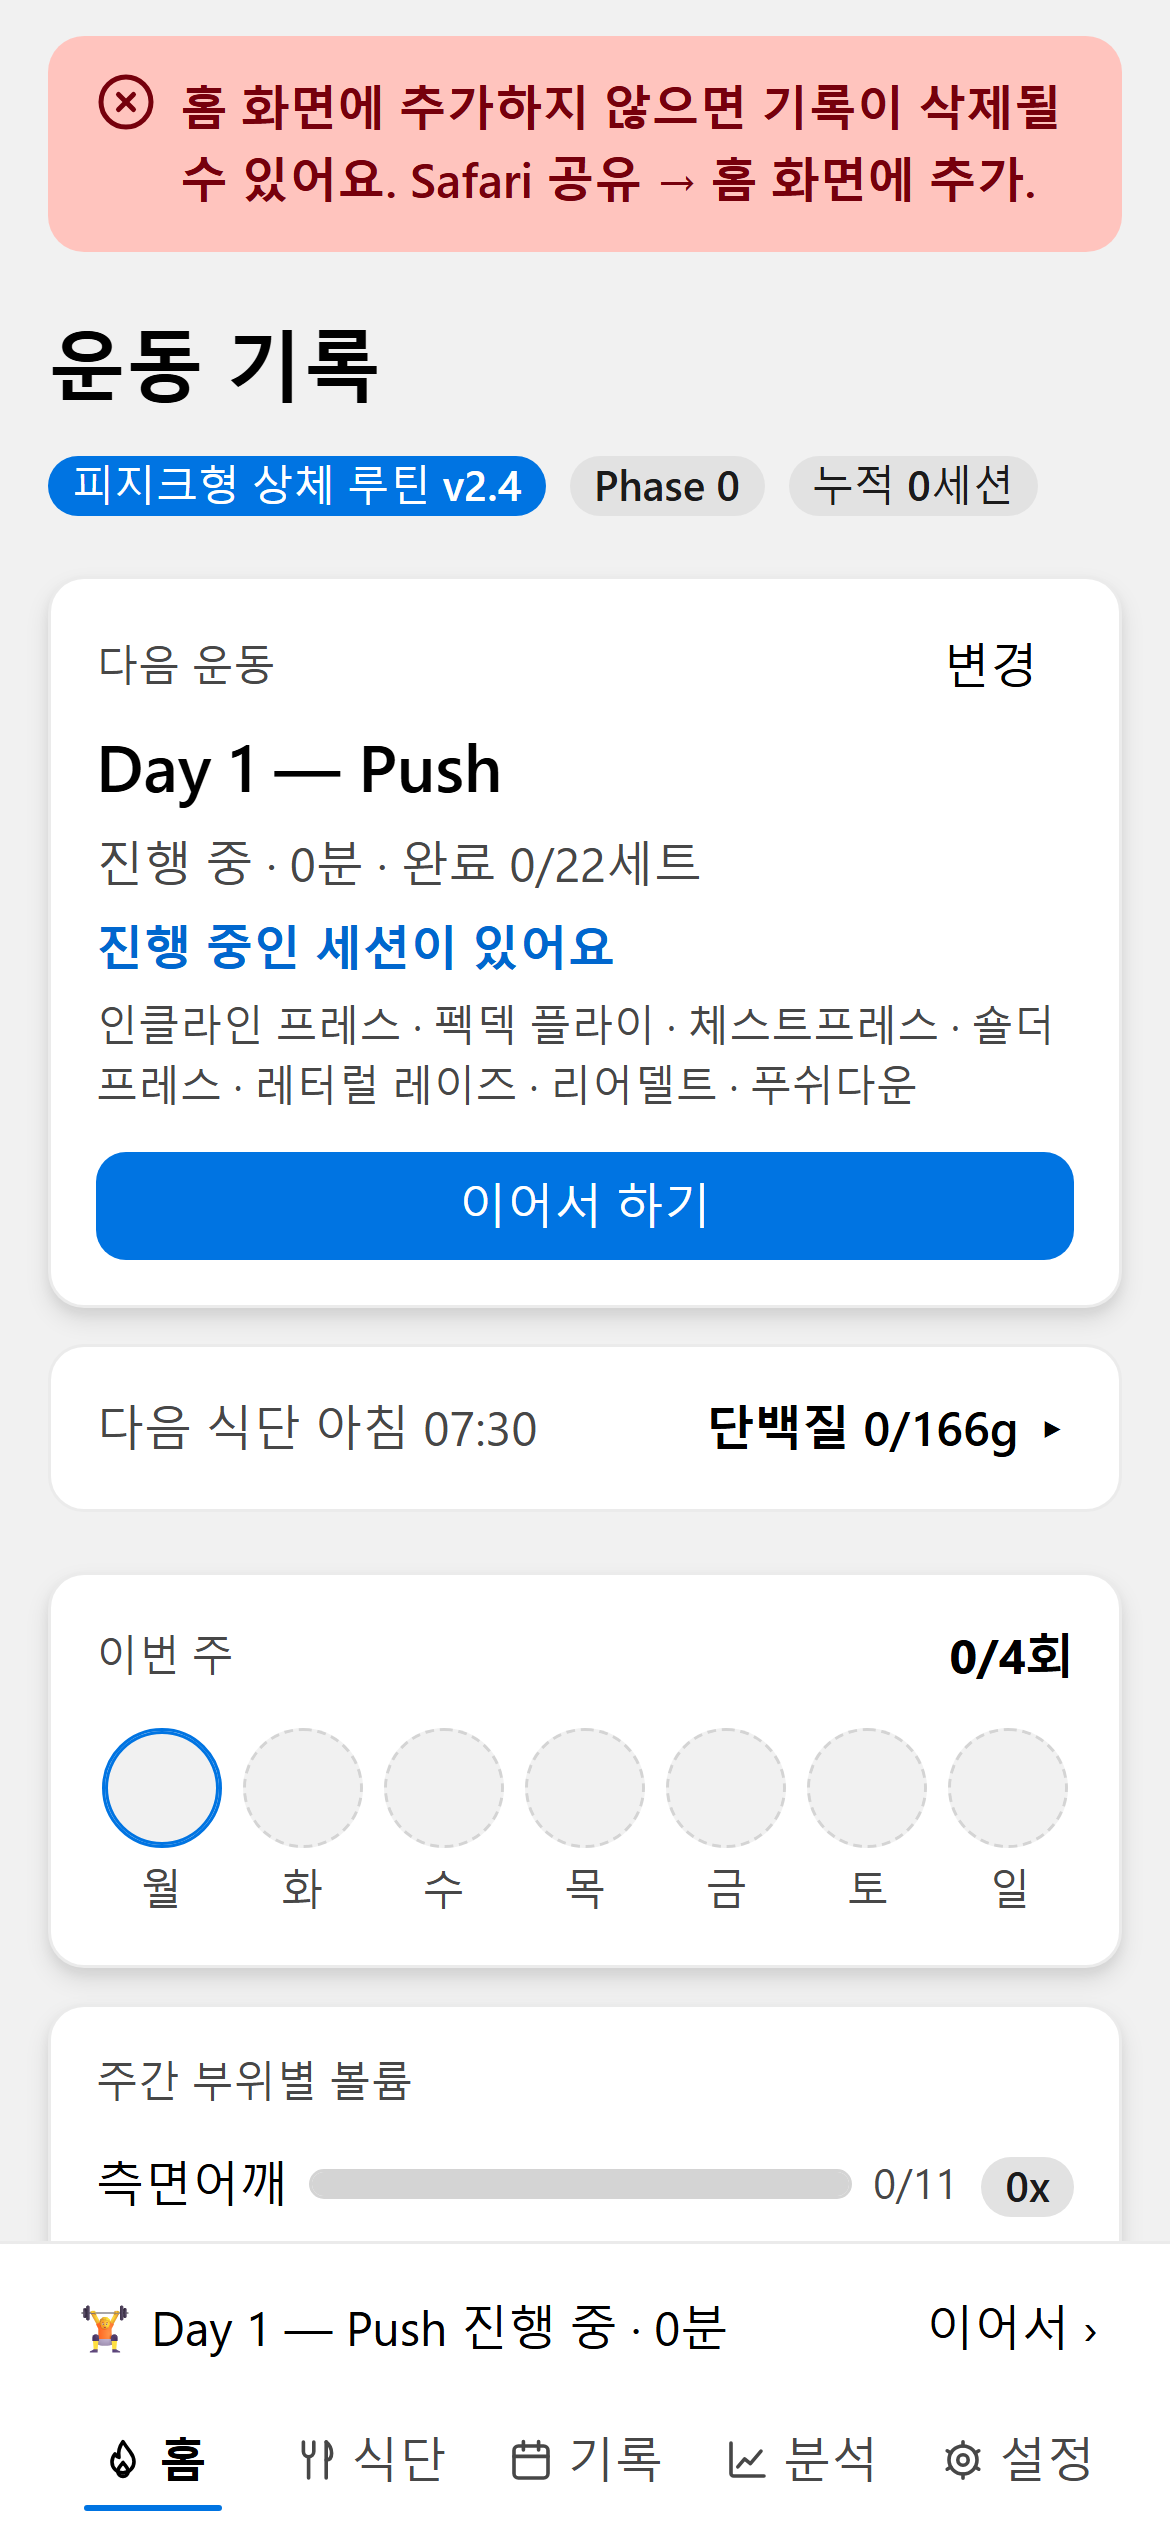 홈 화면에 추가하지 않으면 기록이 삭제될
수 있어요. Safari 공유 → 홈 화면에 추가.
운동 기록
피지크형 상체 루틴 v2.4
Phase 0
누적 0세션
다음 운동
변경
Day 1 — Push
진행 중 · 0분 · 완료 0/22세트
진행 중인 세션이 있어요
인클라인 프레스 · 펙덱 플라이 · 체스트프레스 · 숄더
프레스 · 레터럴 레이즈 · 리어델트 · 푸쉬다운
이어서 하기
다음 식단 아침 07:30
단백질 0/166g ▸
이번 주
0/4회
월 화 수 목 금 토 일
주간 부위별 볼륨
측면어깨 0/11 0x
Day 1 — Push 진행 중 · 0분
이어서 ›
홈 식단 기록 분석 설정